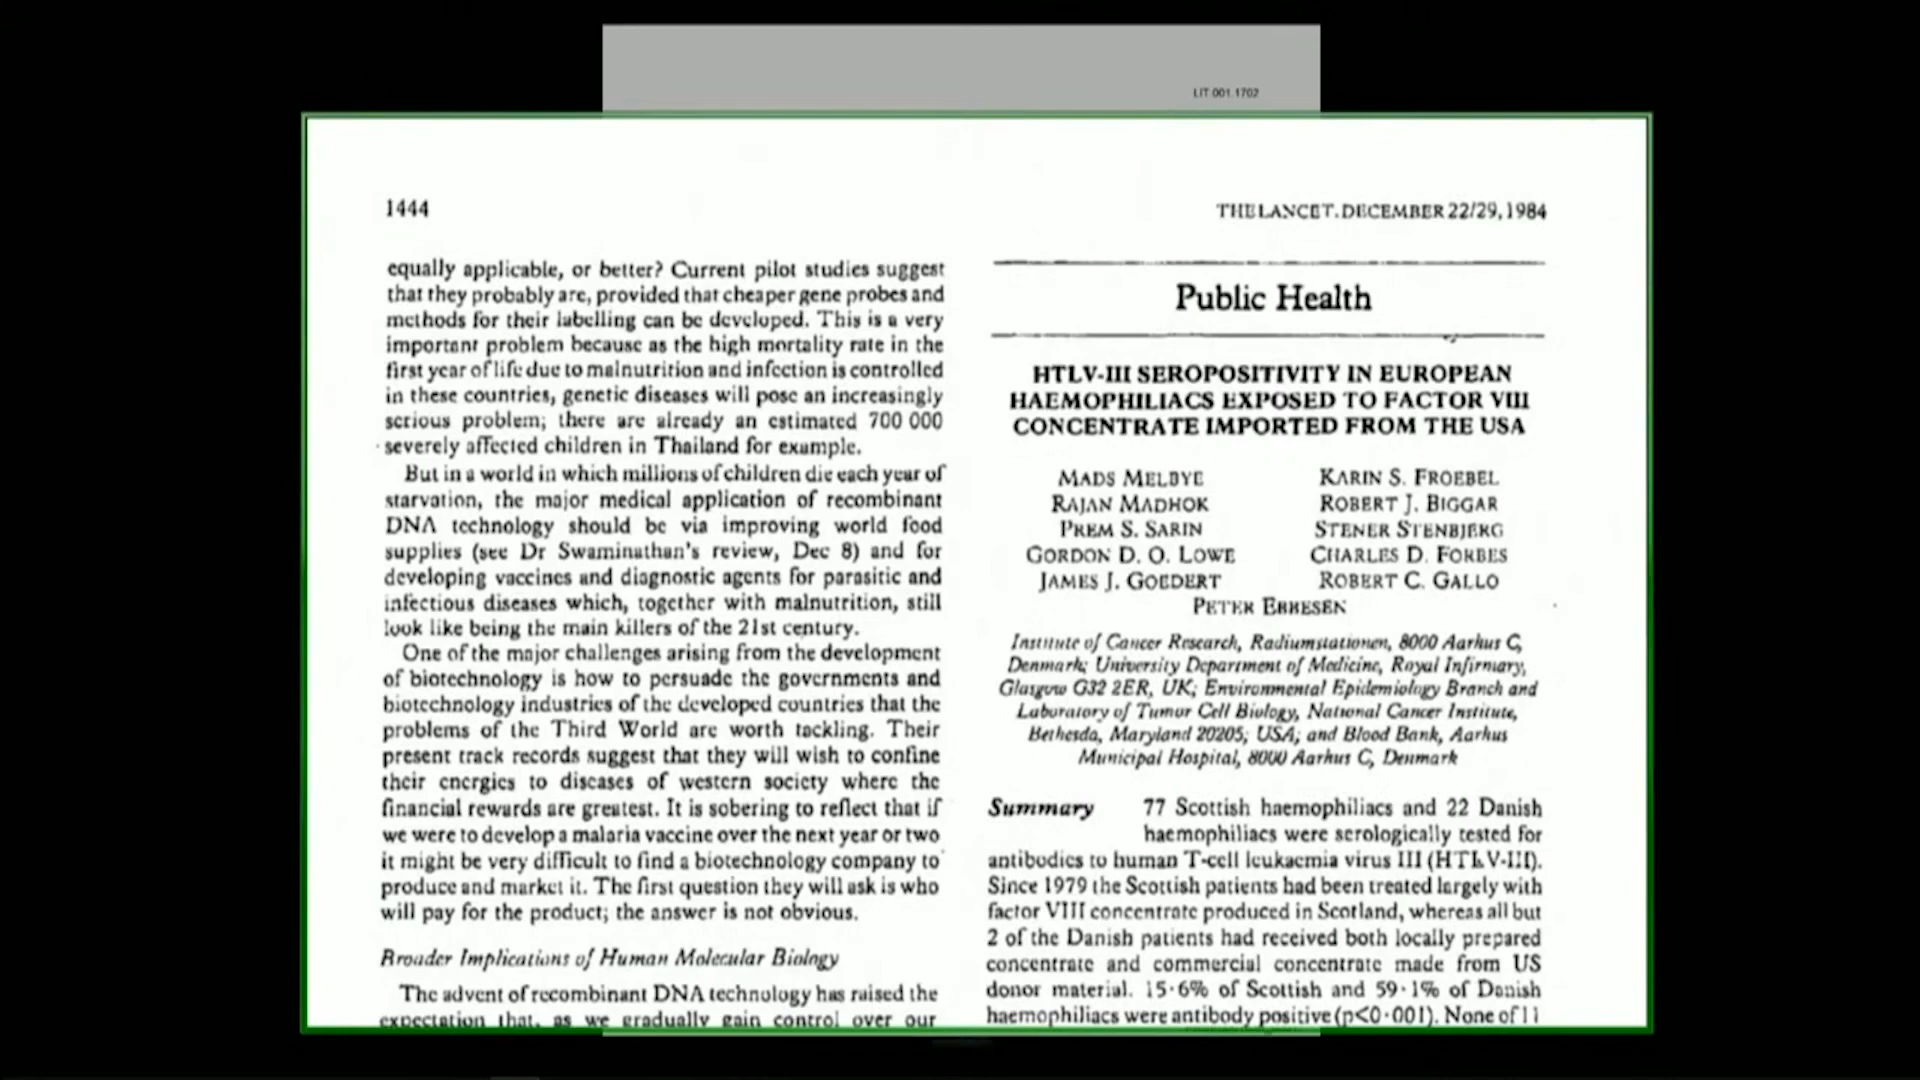 LIT 001 1702
1444
THE LANCET, DECEMBER 22/29, 1984
equally applicable, or better? Current pilot studies suggest
that they probably are, provided that cheaper gene probes and
methods for their labelling can be developed. This is a very
important problem because as the high mortality rate in the
first year of life due to malnutrition and infection is controlled
in these countries, genetic diseases will pose an increasingly
serious problem; there are already an estimated 700 000
severely affected children in Thailand for example.
But in a world in which millions of children die each year of
starvation, the major medical application of recombinant
DNA technology should be via improving world food
supplies (see Dr Swaminathan's review, Dec 8) and for
developing vaccines and diagnostic agents for parasitic and
infectious diseases which, together with malnutrition, still
look like being the main killers of the 21st century.
One of the major challenges arising from the development
of biotechnology is how to persuade the governments and
biotechnology industries of the developed countries that the
problems of the Third World are worth tackling. Their
present track records suggest that they will wish to confine
their energies to diseases of western society where the
financial rewards are greatest. It is sobering to reflect that if
we were to develop a malaria vaccine over the next year or two
it might be very difficult to find a biotechnology company to
produce and market it. The first question they will ask is who
will pay for the product; the answer is not obvious.
Broader Implications of Human Molecular Biology
The advent of recombinant DNA technology has raised the
expectation that, as we gradually gain control over our
Public Health
HTLV-III SEROPOSITIVITY IN EUROPEAN
HAEMOPHILIACS EXPOSED TO FACTOR VIII
CONCENTRATE IMPORTED FROM THE USA
MADS MELBYE KARIN S. FROEBEL
RAJAN MADHOK ROBERT J. BIGGAR
PREM S. SARIN STENER STENBJERG
GORDON D. O. LOWE CHARLES D. FORBES
JAMES J. GOEDERT ROBERT C. GALLO
PETER EBBESEN
Institute of Cancer Research, Radiumstationen, 8000 Aarhus C,
Denmark; University Department of Medicine, Royal Infirmary,
Glasgow G32 2ER, UK; Environmental Epidemiology Branch and
Laboratory of Tumor Cell Biology, National Cancer Institute,
Bethesda, Maryland 20205; USA; and Blood Bank, Aarhus
Municipal Hospital, 8000 Aarhus C, Denmark
Summary 77 Scottish haemophiliacs and 22 Danish
haemophiliacs were serologically tested for
antibodies to human T-cell leukaemia virus III (HTLV-III).
Since 1979 the Scottish patients had been treated largely with
factor VIII concentrate produced in Scotland, whereas all but
2 of the Danish patients had received both locally prepared
concentrate and commercial concentrate made from US
donor material. 15·6% of Scottish and 59·1% of Danish
haemophiliacs were antibody positive (p<0·001). None of 11